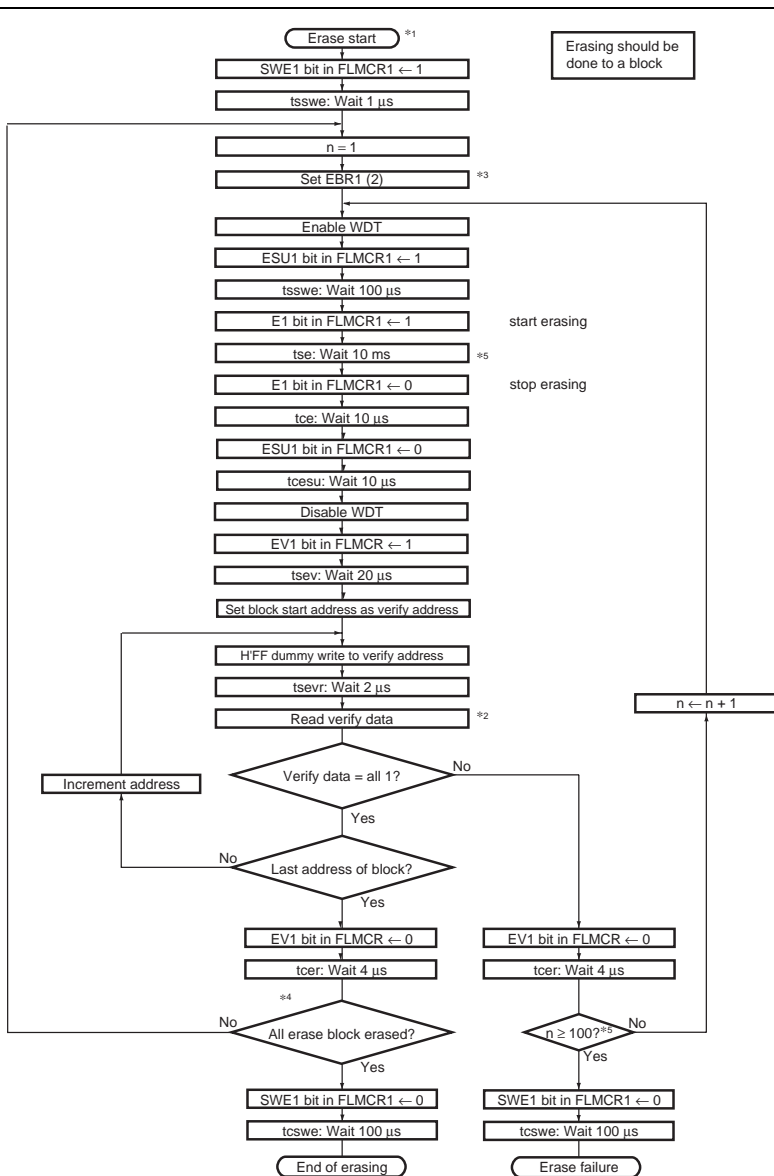 Erase start *1
Erasing should be
done to a block
SWE1 bit in FLMCR1 ← 1
tsswe: Wait 1 μs
n = 1
Set EBR1 (2) *3
Enable WDT
ESU1 bit in FLMCR1 ← 1
tsswe: Wait 100 μs
E1 bit in FLMCR1 ← 1 start erasing
tse: Wait 10 ms *5
E1 bit in FLMCR1 ← 0 stop erasing
tce: Wait 10 μs
ESU1 bit in FLMCR1 ← 0
tcesu: Wait 10 μs
Disable WDT
EV1 bit in FLMCR ← 1
tsev: Wait 20 μs
Set block start address as verify address
H'FF dummy write to verify address
tsevr: Wait 2 μs
n ← n + 1
Read verify data *2
Verify data = all 1? No
Increment address
Yes
No
Last address of block?
Yes
EV1 bit in FLMCR ← 0 EV1 bit in FLMCR ← 0
tcer: Wait 4 μs tcer: Wait 4 μs
*4
No All erase block erased? n ≥ 100?*5 No
Yes Yes
SWE1 bit in FLMCR1 ← 0 SWE1 bit in FLMCR1 ← 0
tcswe: Wait 100 μs tcswe: Wait 100 μs
End of erasing Erase failure